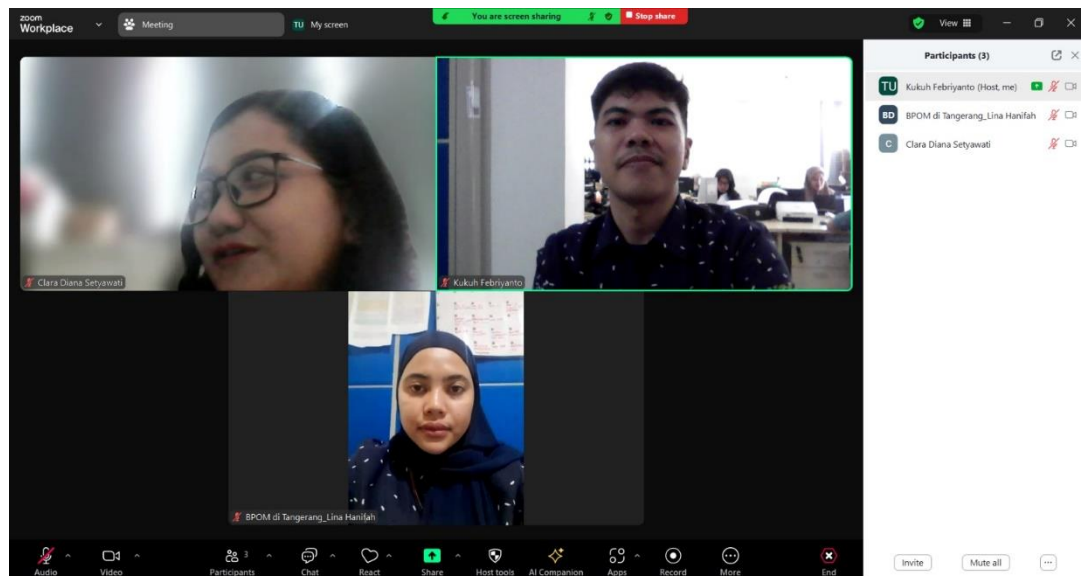 zoom
Workplace
Meeting
TU My screen
You are screen sharing
Stop share
View
Participants (3)
TU Kukuh Febriyanto (Host, me)
BD BPOM di Tangerang_Lina Hanifah
C Clara Diana Setyawati
Clara Diana Setyawati
Kukuh Febriyanto
BPOM di Tangerang_Lina Hanifah
Audio
Video
Participants 3
Chat
React
Share
Host tools
AI Companion
Apps
Record
More
End
Invite
Mute all